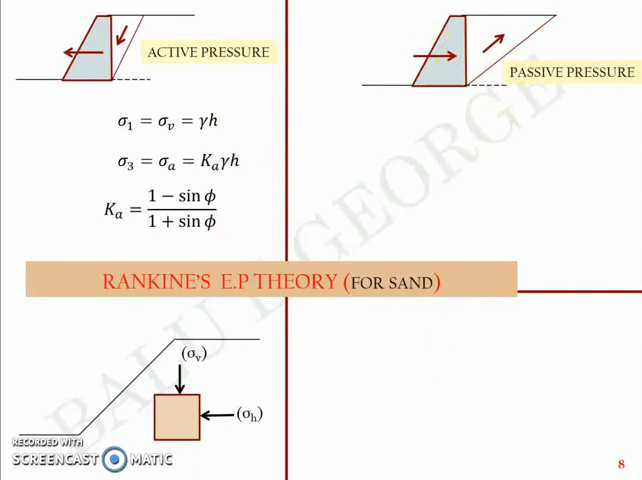 ACTIVE PRESSURE
PASSIVE PRESSURE
σ₁ = σᵥ = γh
σ₃ = σₐ = Kₐγh
Kₐ = (1 − sin ϕ) / (1 + sin ϕ)
RANKINE'S E.P THEORY (FOR SAND)
(σᵥ)
(σₕ)
BALU E GEORGE
RECORDED WITH
SCREENCAST MATIC
8